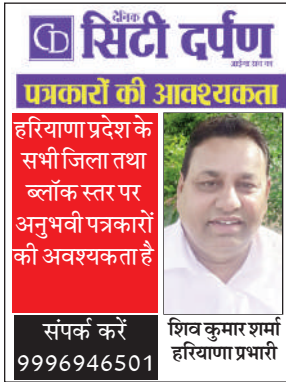 दैनिक
CD सिटी दर्पण
पत्रकारों की आवश्यकता
हरियाणा प्रदेश के
सभी जिला तथा
ब्लॉक स्तर पर
अनुभवी पत्रकारों
की अवश्यकता है
संपर्क करें
9996946501
शिव कुमार शर्मा
हरियाणा प्रभारी